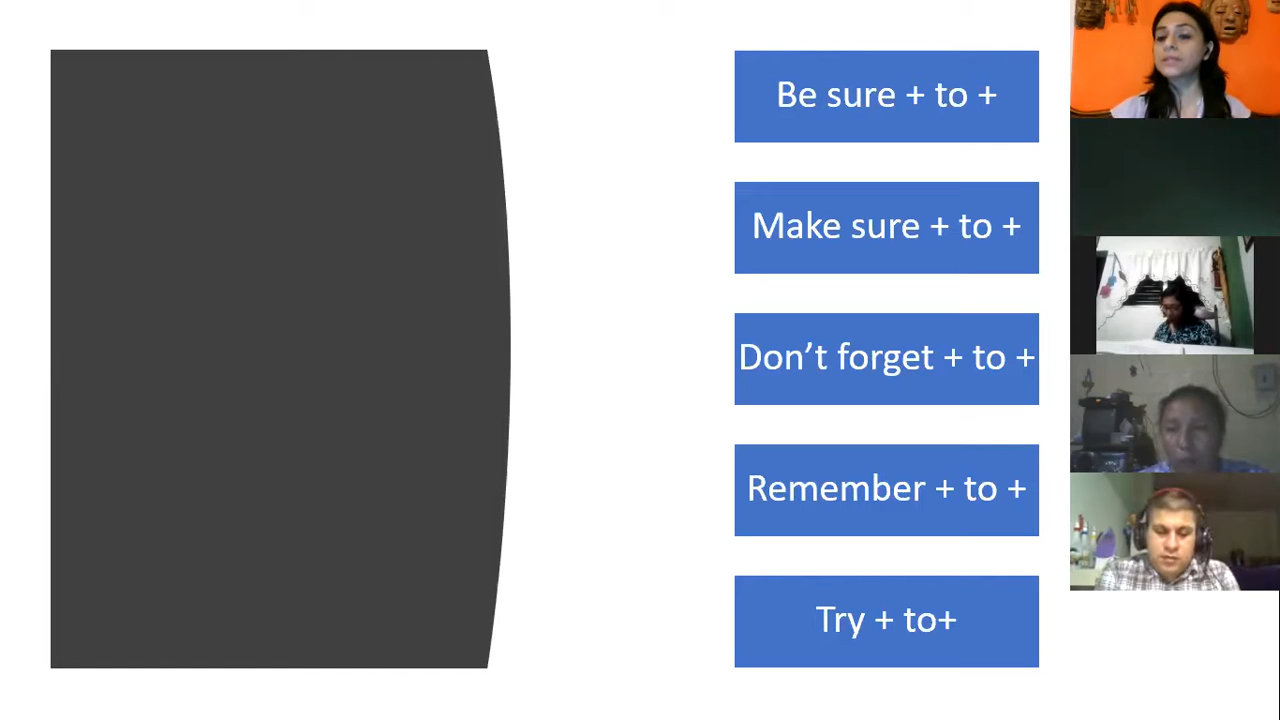 Be sure + to +
Make sure + to +
Don’t forget + to +
Remember + to +
Try + to+